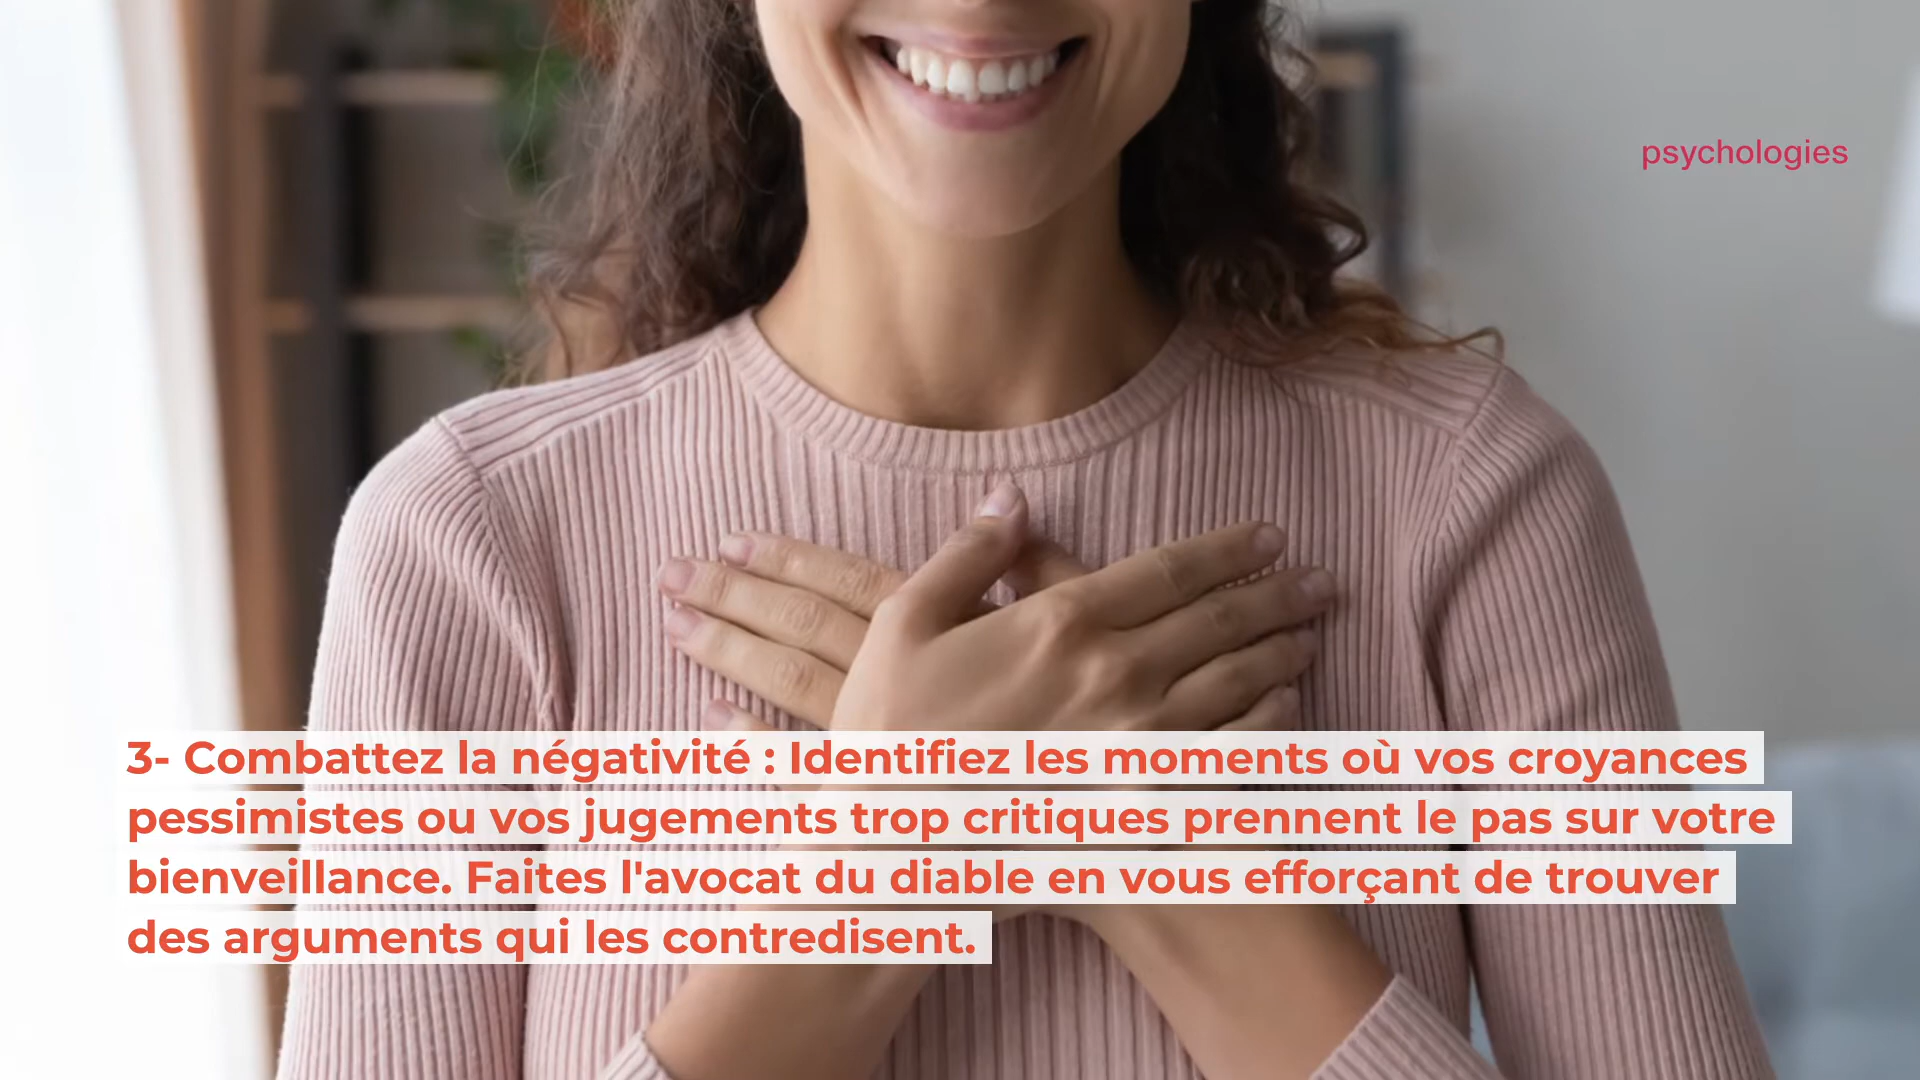 psychologies
3- Combattez la négativité : Identifiez les moments où vos croyances
pessimistes ou vos jugements trop critiques prennent le pas sur votre
bienveillance. Faites l'avocat du diable en vous efforçant de trouver
des arguments qui les contredisent.